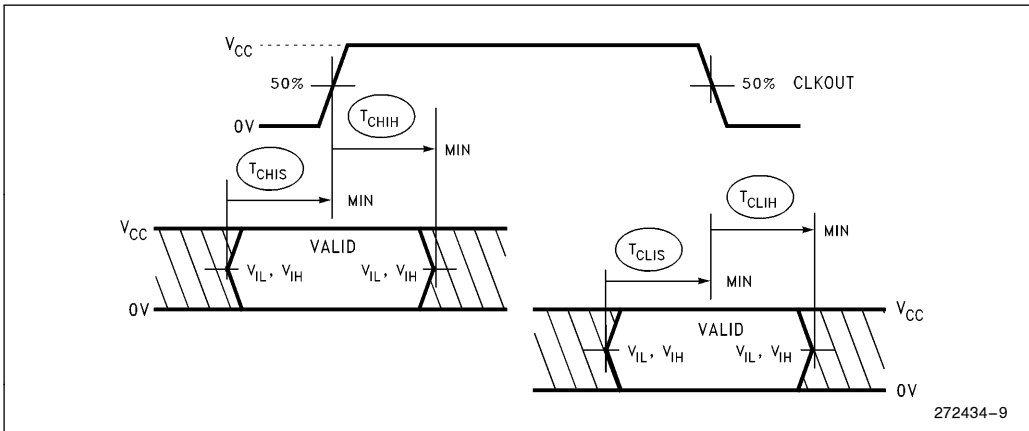 VCC
50%
50% CLKOUT
0V
TCHIH
MIN
TCHIS
MIN
TCLIH
MIN
TCLIS
MIN
VCC
VALID
VIL, VIH VIL, VIH
0V
VCC
VALID
VIL, VIH VIL, VIH
0V
272434-9